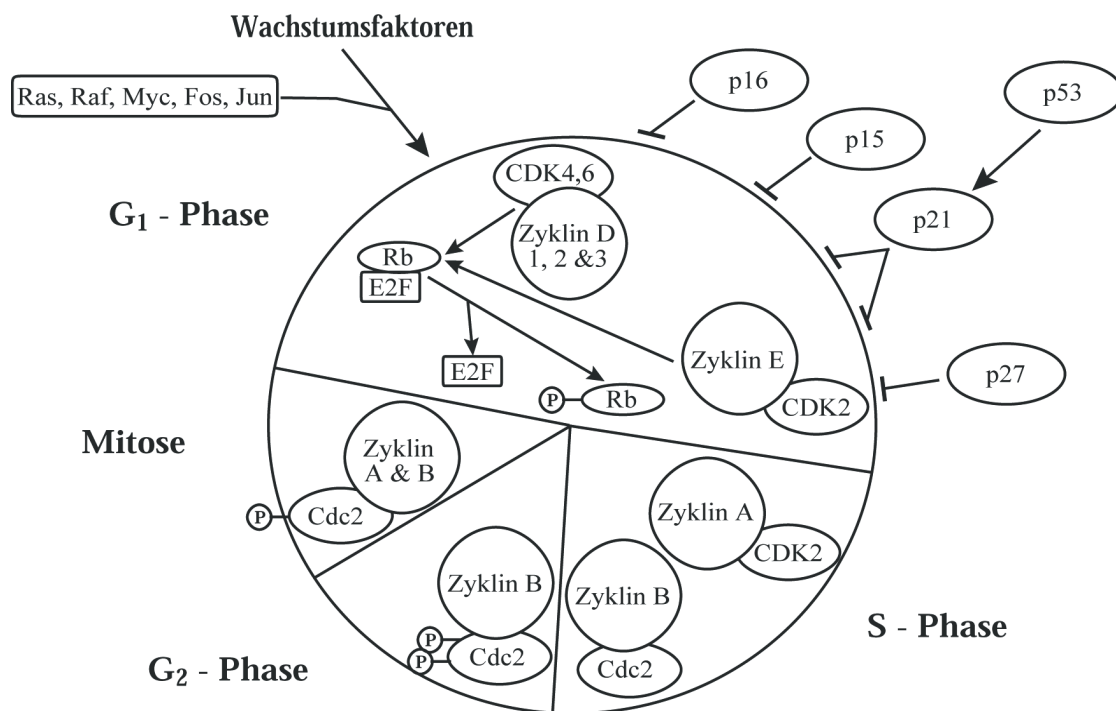 Wachstumsfaktoren
Ras, Raf, Myc, Fos, Jun
p16
p53
p15
p21
p27
G1 - Phase
CDK4,6
Zyklin D
1, 2 &3
Rb
E2F
E2F
P
Rb
Zyklin E
CDK2
Mitose
Zyklin
A & B
P
Cdc2
Zyklin A
CDK2
Zyklin B
Cdc2
S - Phase
Zyklin B
P
P
Cdc2
G2 - Phase